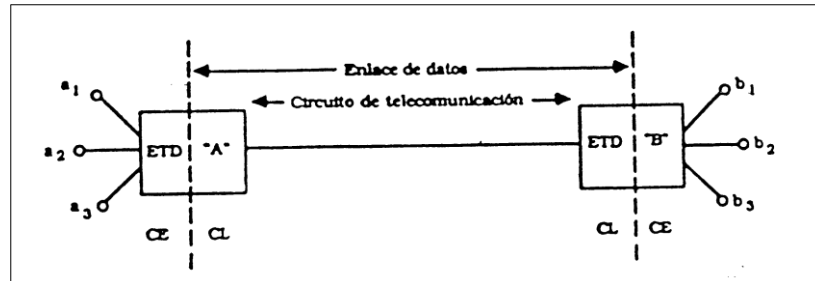 Enlace de datos
Circuito de telecomunicación
a1
a2
a3
ETD "A"
CE CL
ETD "B"
CL CE
b1
b2
b3